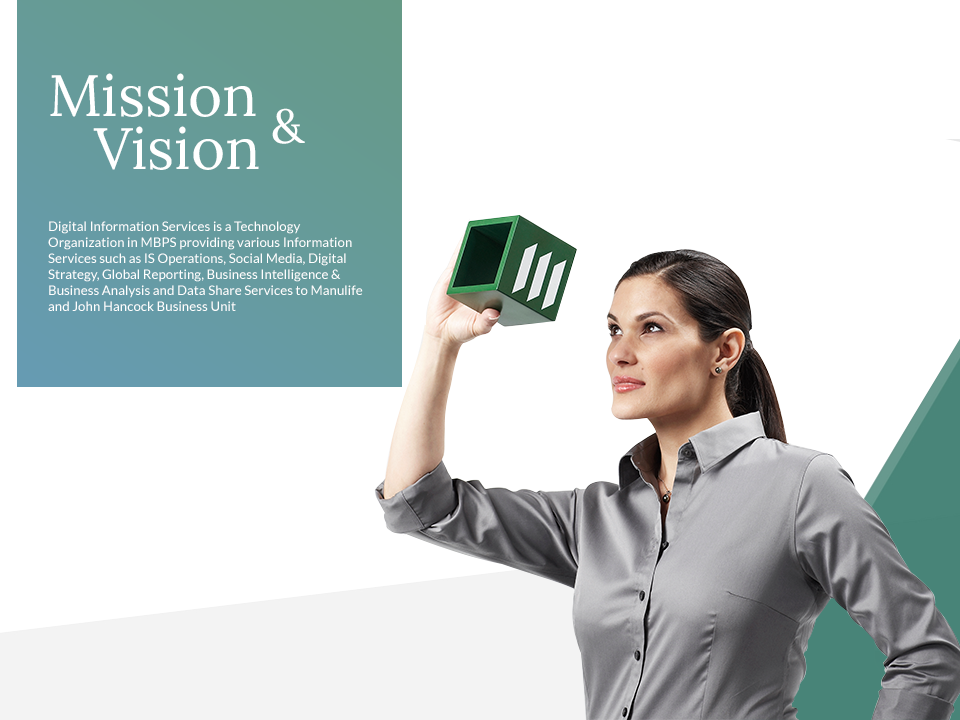 Mission &
Vision
Digital Information Services is a Technology
Organization in MBPS providing various Information
Services such as IS Operations, Social Media, Digital
Strategy, Global Reporting, Business Intelligence &
Business Analysis and Data Share Services to Manulife
and John Hancock Business Unit